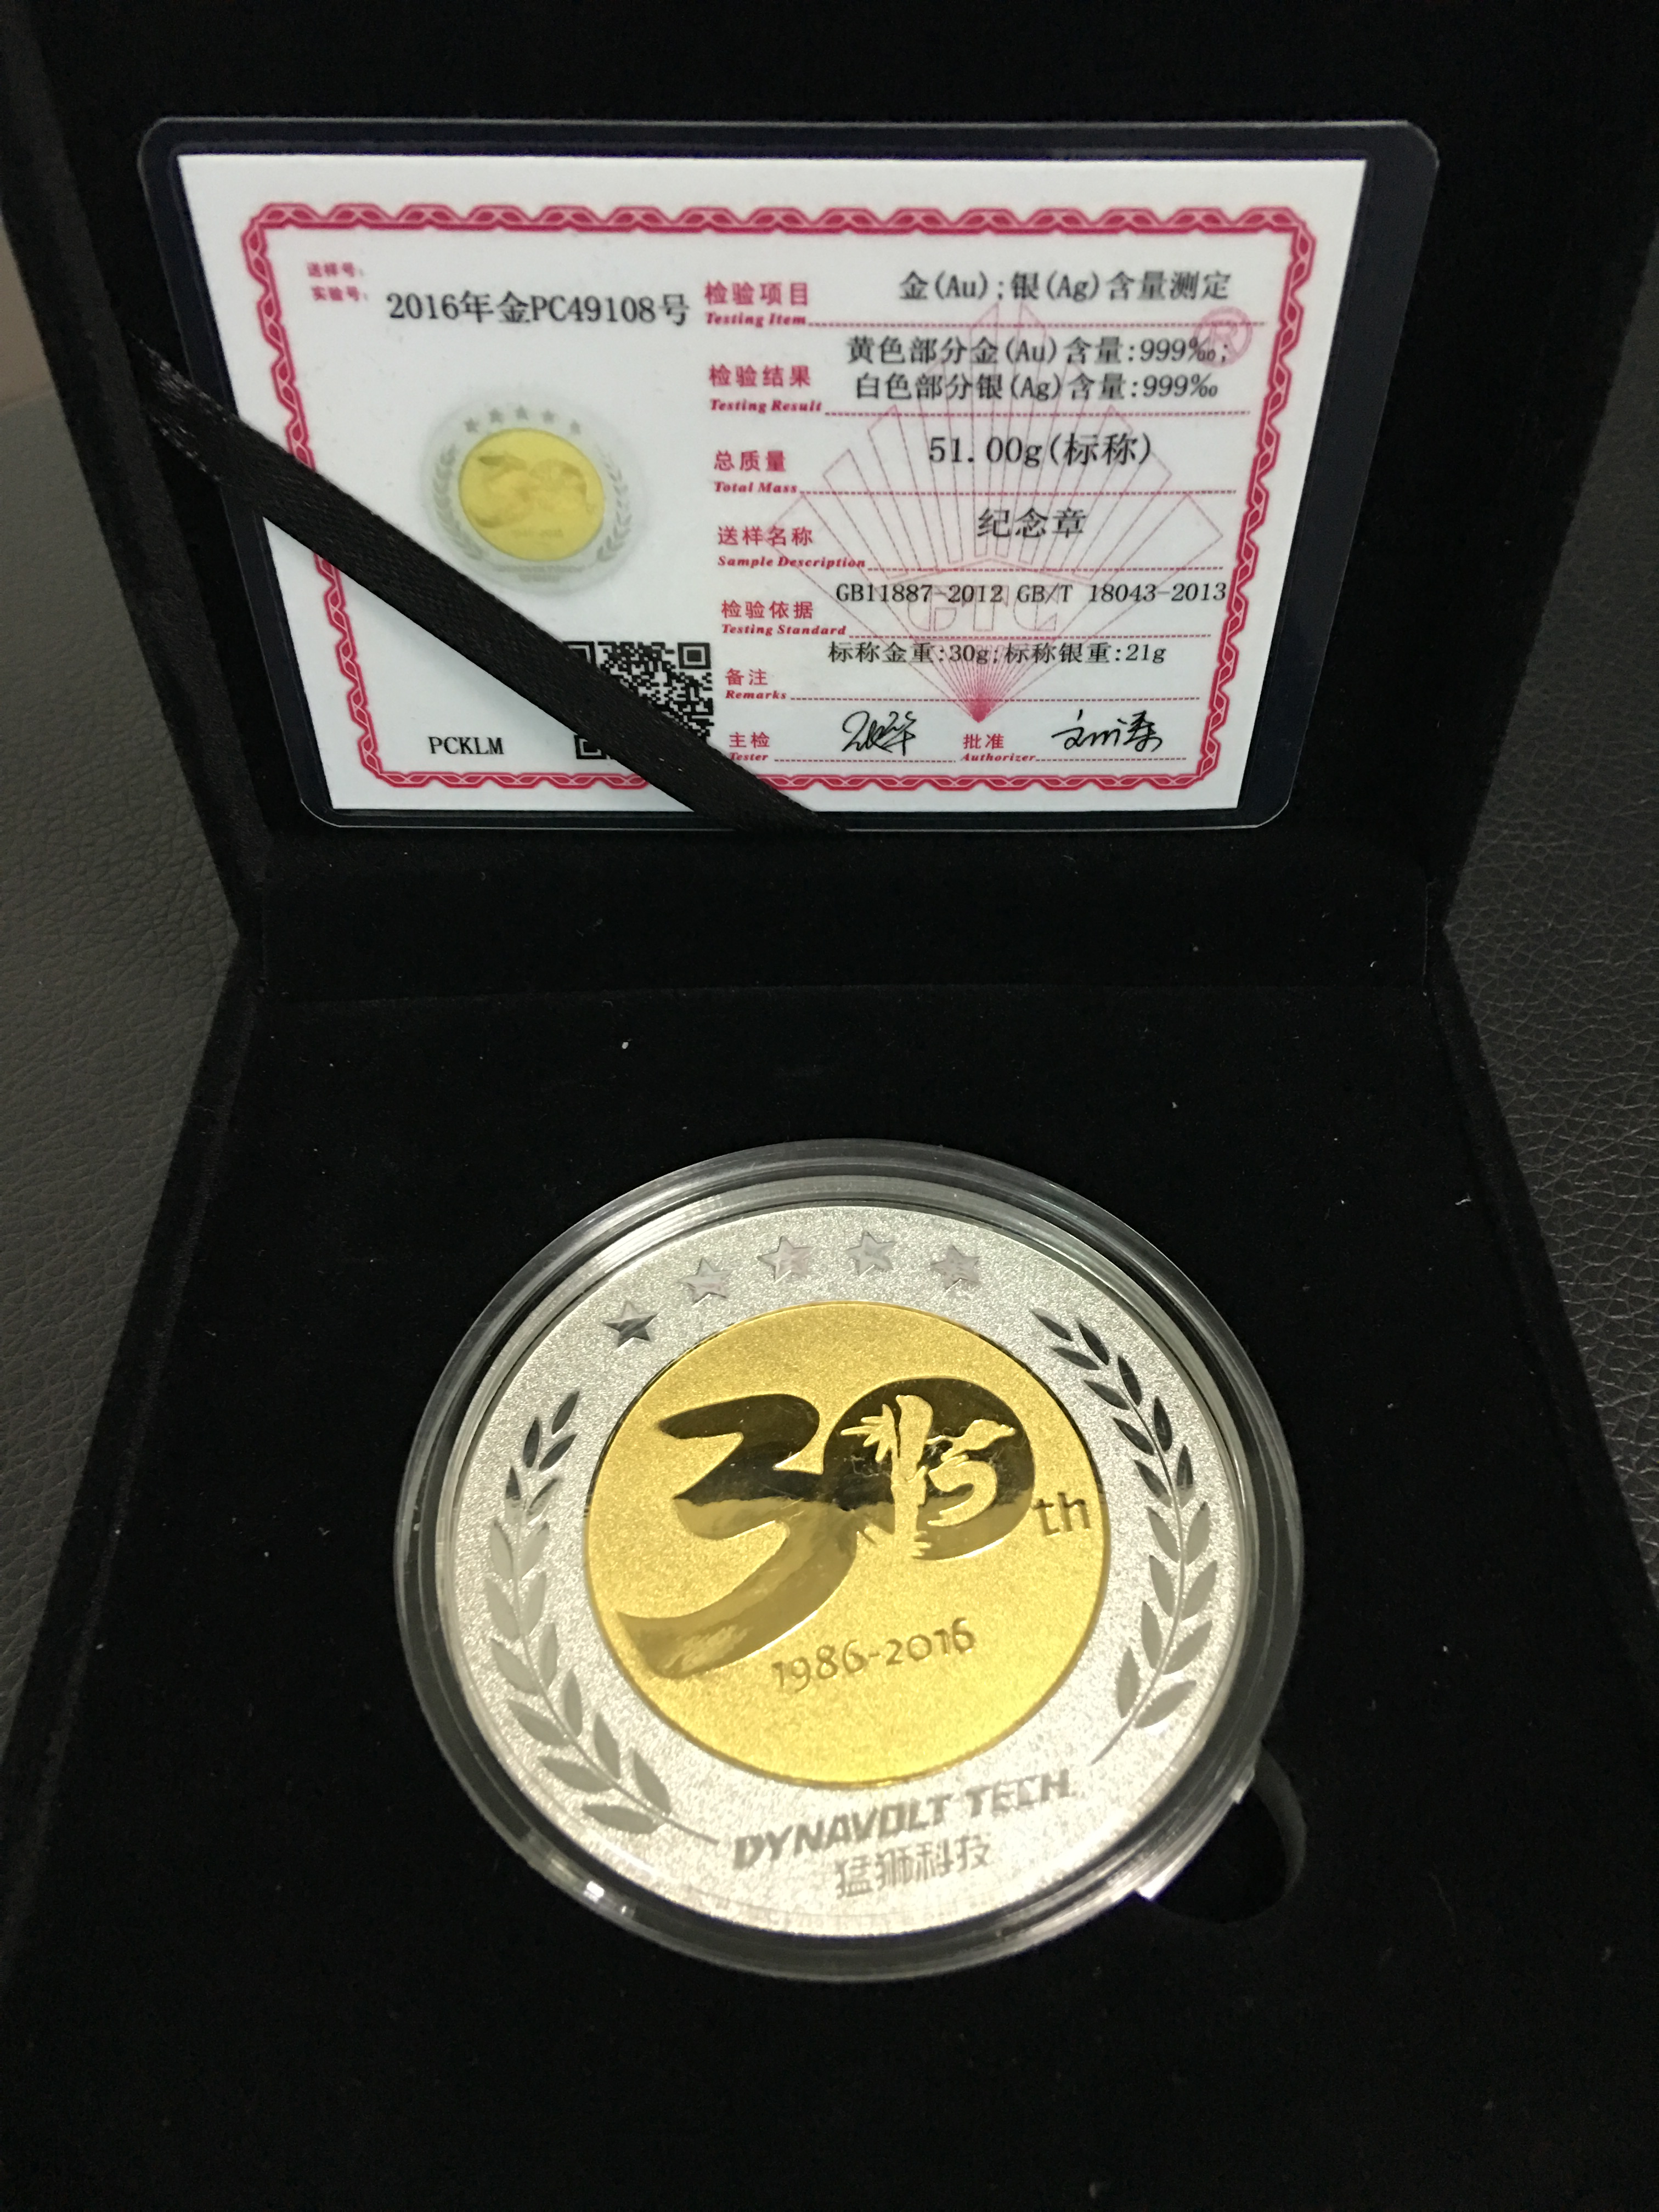 送样号:
实验号:
2016年金PC49108号
检验项目
Testing Item
金(Au);银(Ag)含量测定
检验结果
Testing Result
黄色部分金(Au)含量:999‰;
白色部分银(Ag)含量:999‰
总质量
Total Mass
51.00g(标称)
送样名称
Sample Description
纪念章
检验依据
Testing Standard
GB11887-2012 GB/T 18043-2013
备注
Remarks
标称金重:30g;标称银重:21g
主检
Tester
批准
Authorizer
PCKLM
®
30th
1986-2016
DYNAVOLT TECH.
猛狮科技